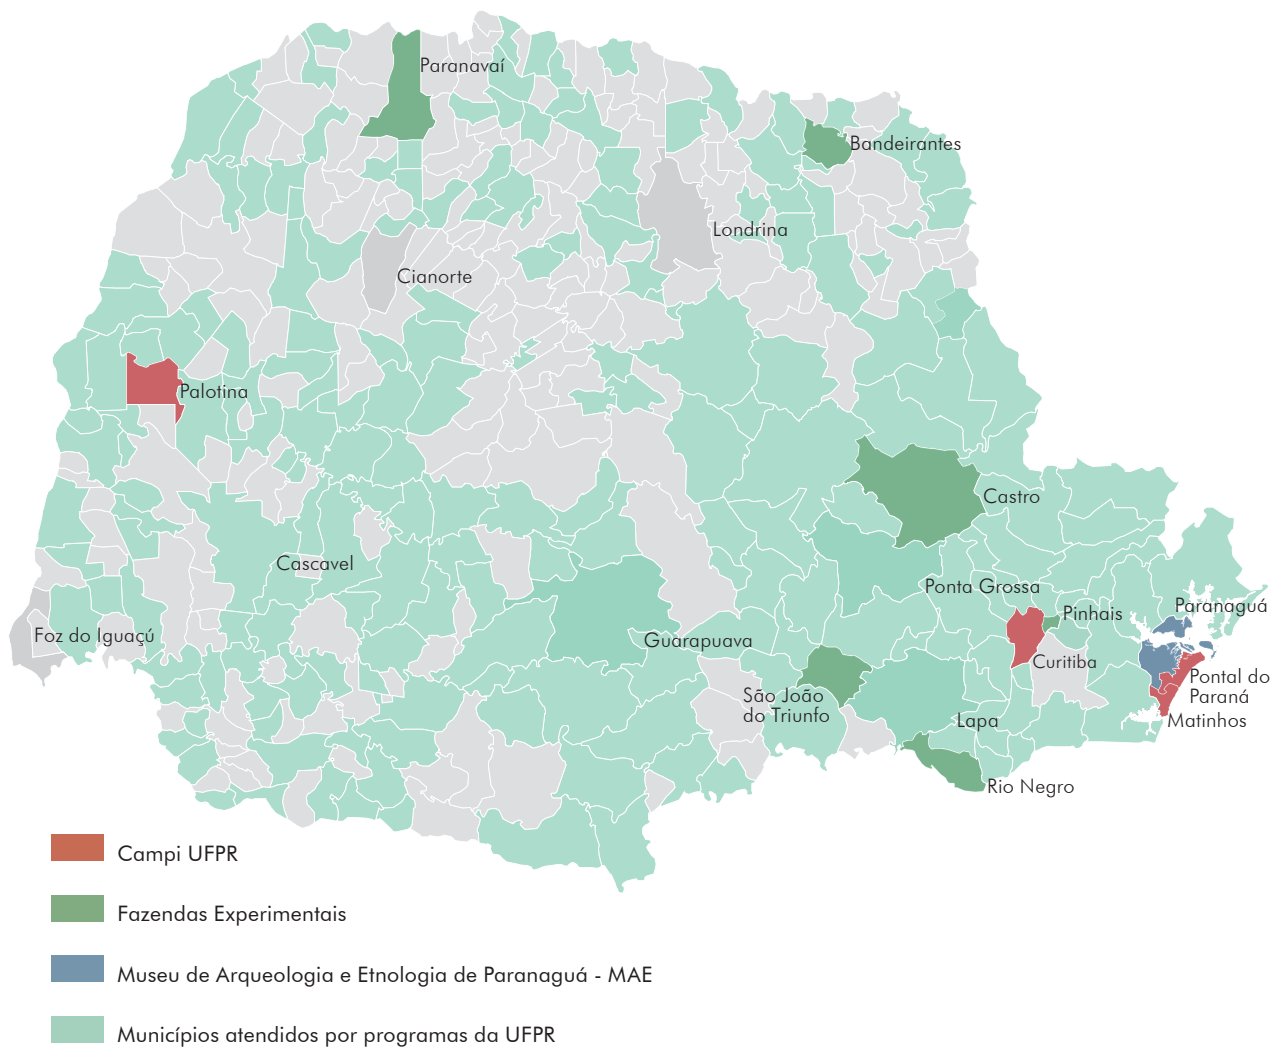 Paranavaí
Bandeirantes
Londrina
Cianorte
Palotina
Castro
Cascavel
Ponta Grossa
Paranaguá
Pinhais
Foz do Iguaçú
Guarapuava
Curitiba
Pontal do
Paraná
São João
do Triunfo
Lapa
Matinhos
Rio Negro
Campi UFPR
Fazendas Experimentais
Museu de Arqueologia e Etnologia de Paranaguá - MAE
Municípios atendidos por programas da UFPR